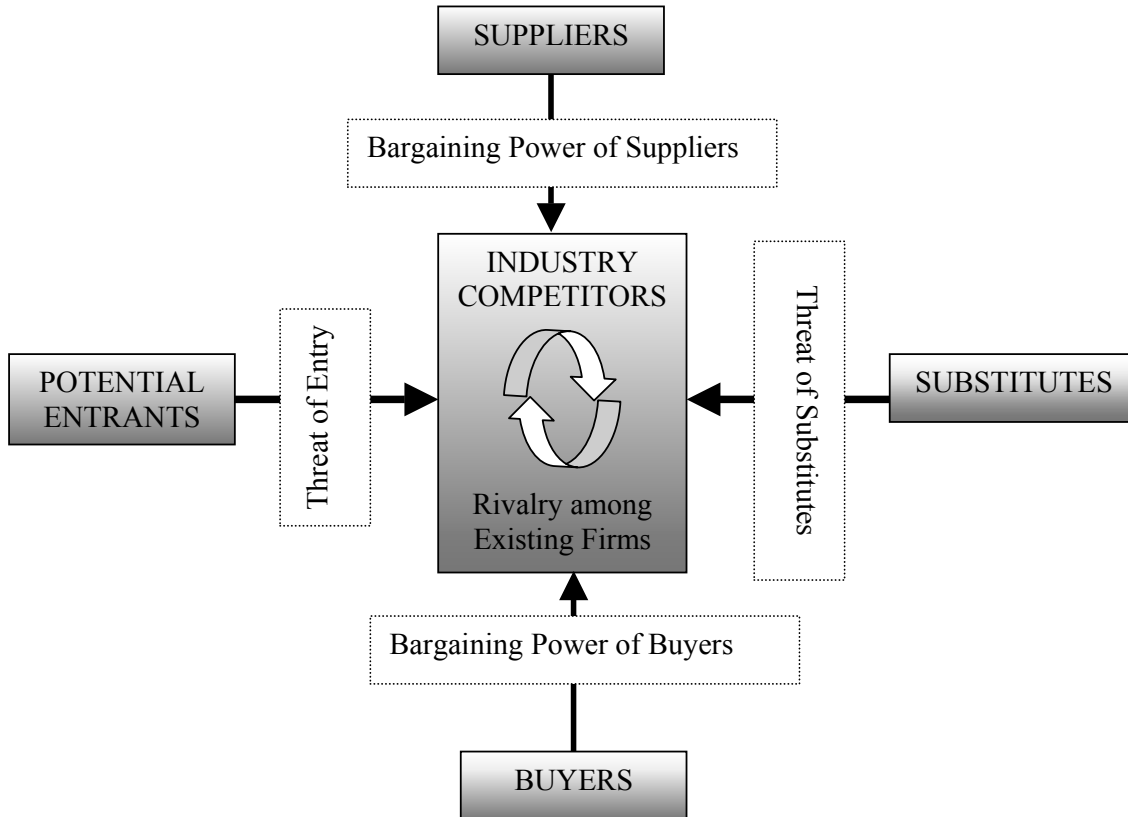 SUPPLIERS
Bargaining Power of Suppliers
INDUSTRY
COMPETITORS
Threat of Entry
Threat of Substitutes
POTENTIAL
ENTRANTS
SUBSTITUTES
Rivalry among
Existing Firms
Bargaining Power of Buyers
BUYERS